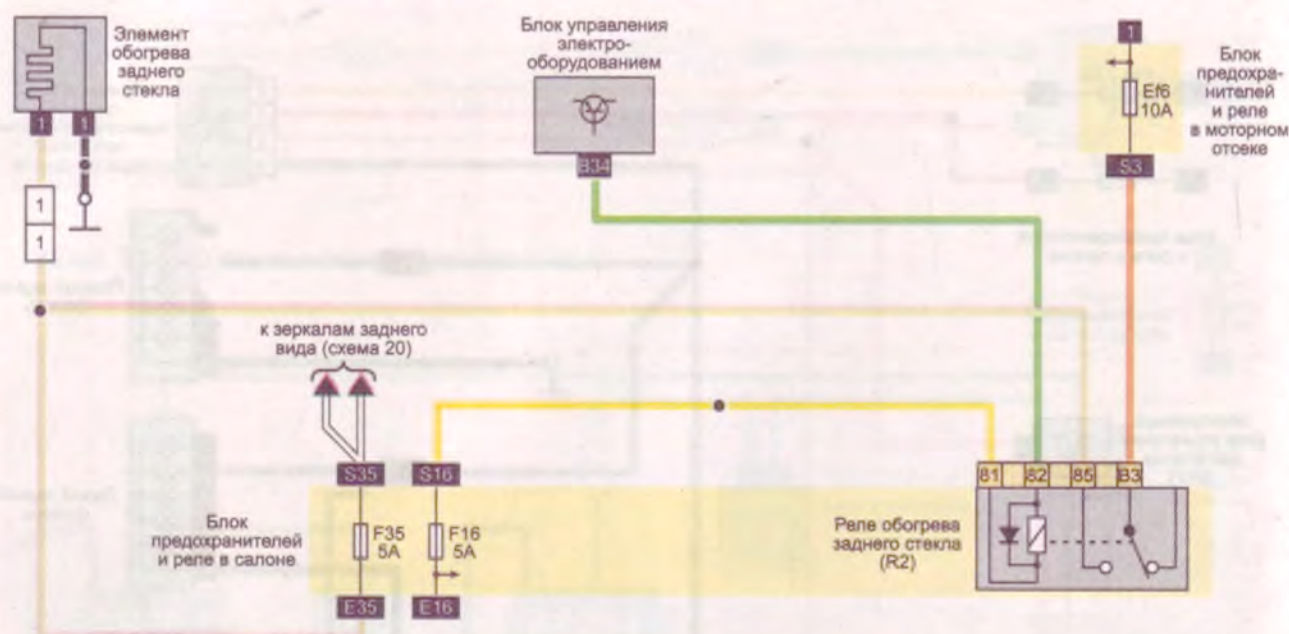 Элемент
обогрева
заднего
стекла
1
1
1
1
Блок управления
электро-
оборудованием
B34
1
Ef6
10A
S3
Блок
предохра-
нителей
и реле
в моторном
отсеке
к зеркалам заднего
вида (схема 20)
S35
S16
F35
5A
F16
5A
E35
E16
Блок
предохранителей
и реле в салоне
81
82
85
B3
Реле обогрева
заднего стекла
(R2)